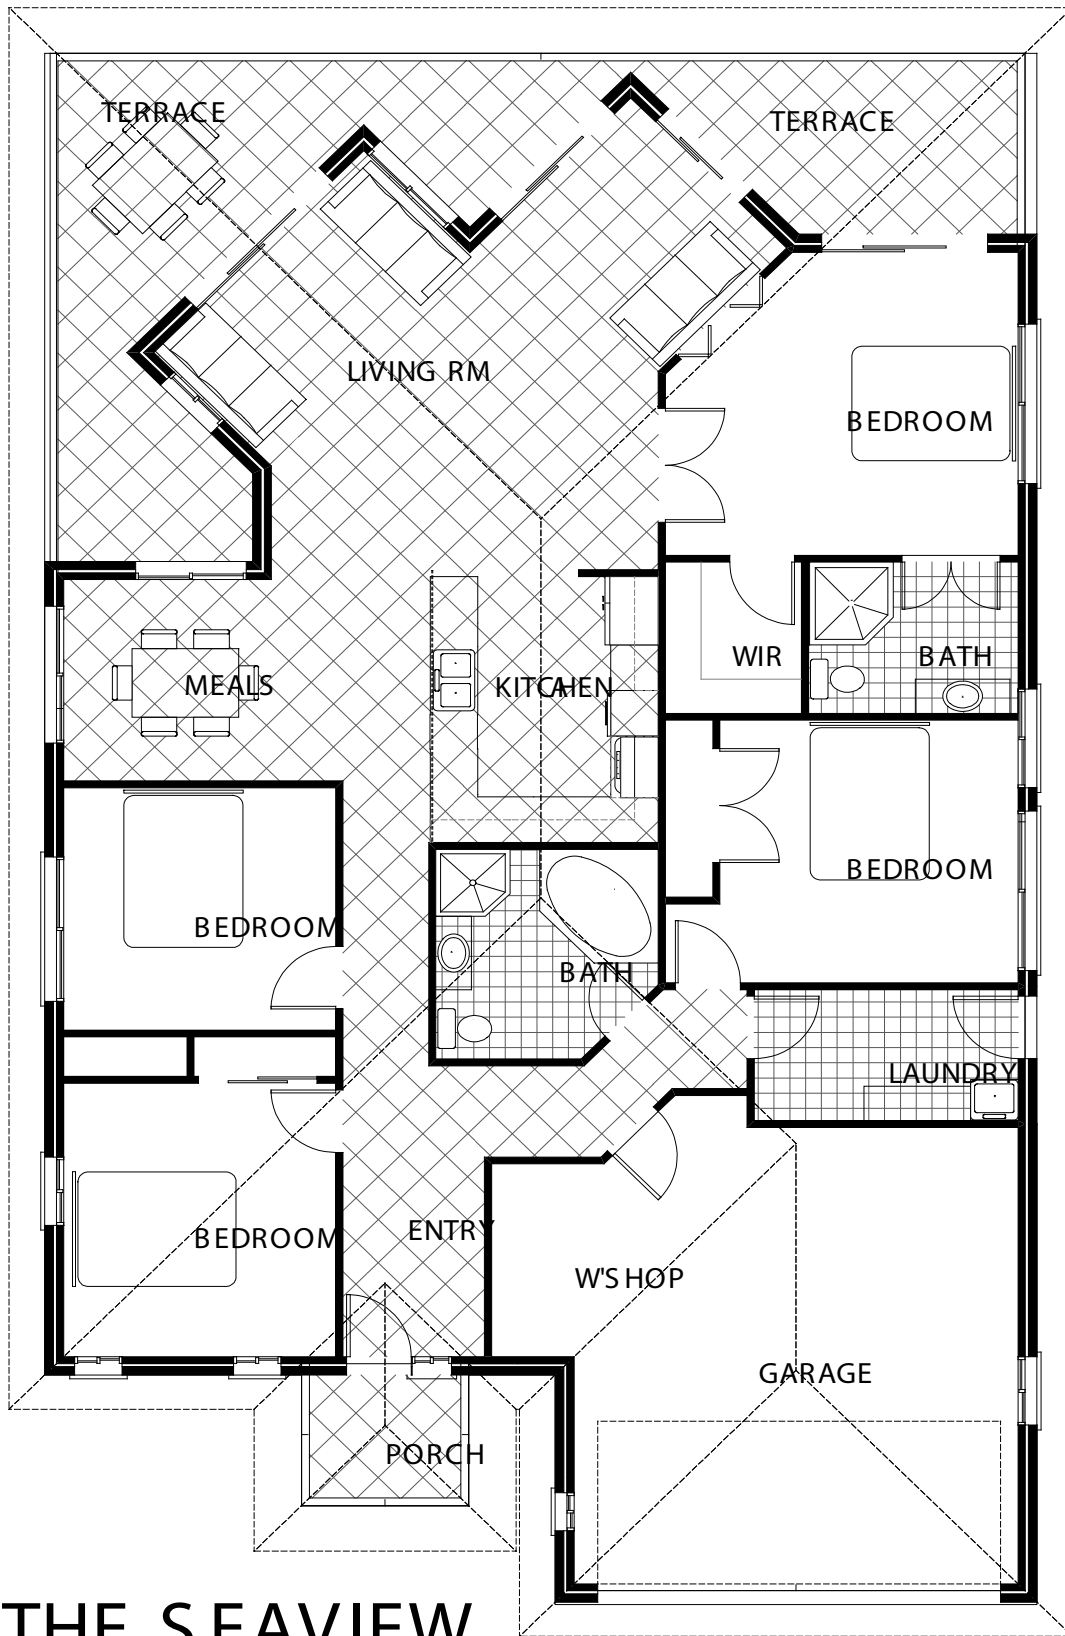 TERRACE
TERRACE
LIVING RM
BEDROOM
WIR
BATH
MEALS
KITCHEN
BEDROOM
BEDROOM
BATH
LAUNDRY
BEDROOM
ENTRY
W'SHOP
GARAGE
PORCH
THE SEAVIEW